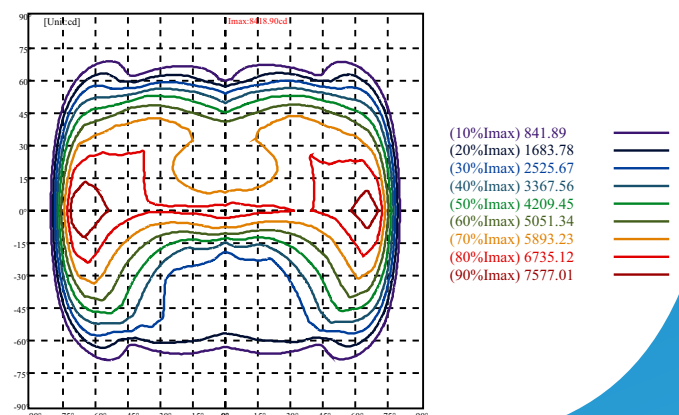 [Unit:cd]
Imax:8418.90cd
90°
75
60
45
30
15
0°
-15
-30
-45
-60
-75
-90°
(10%Imax) 841.89
(20%Imax) 1683.78
(30%Imax) 2525.67
(40%Imax) 3367.56
(50%Imax) 4209.45
(60%Imax) 5051.34
(70%Imax) 5893.23
(80%Imax) 6735.12
(90%Imax) 7577.01